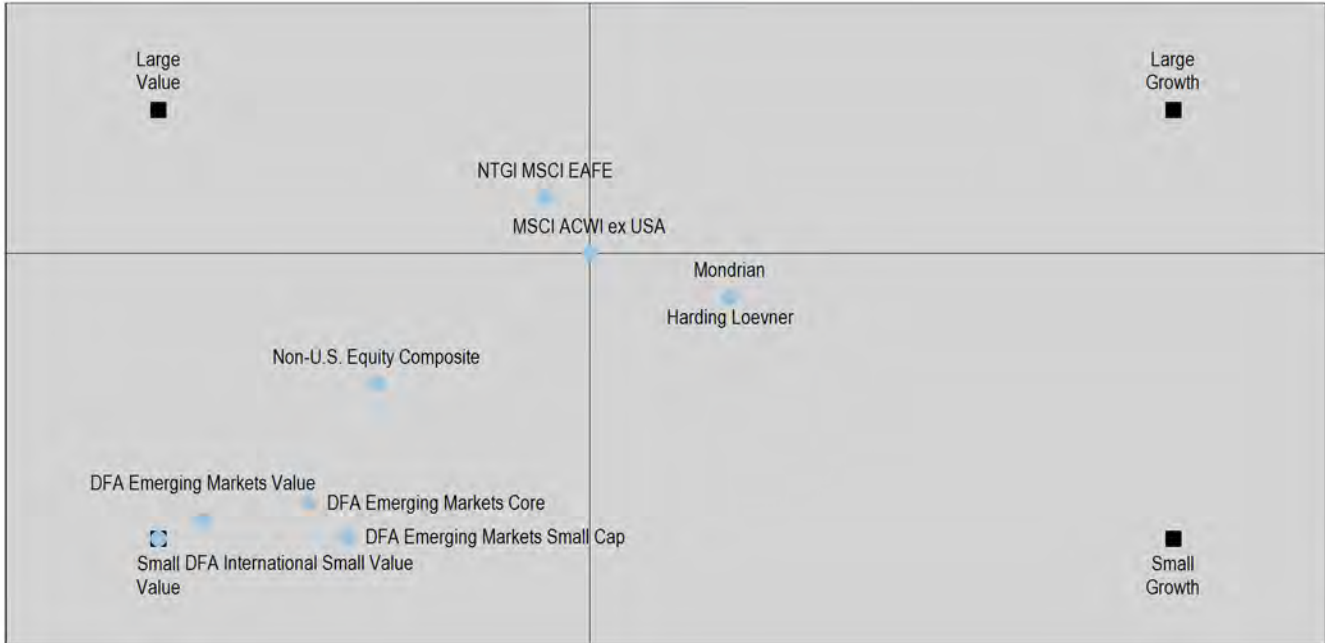 Large
Value
Large
Growth
NTGI MSCI EAFE
MSCI ACWI ex USA
Mondrian
Harding Loevner
Non-U.S. Equity Composite
DFA Emerging Markets Value
DFA Emerging Markets Core
DFA Emerging Markets Small Cap
Small
Value
DFA International Small Value
Small
Growth